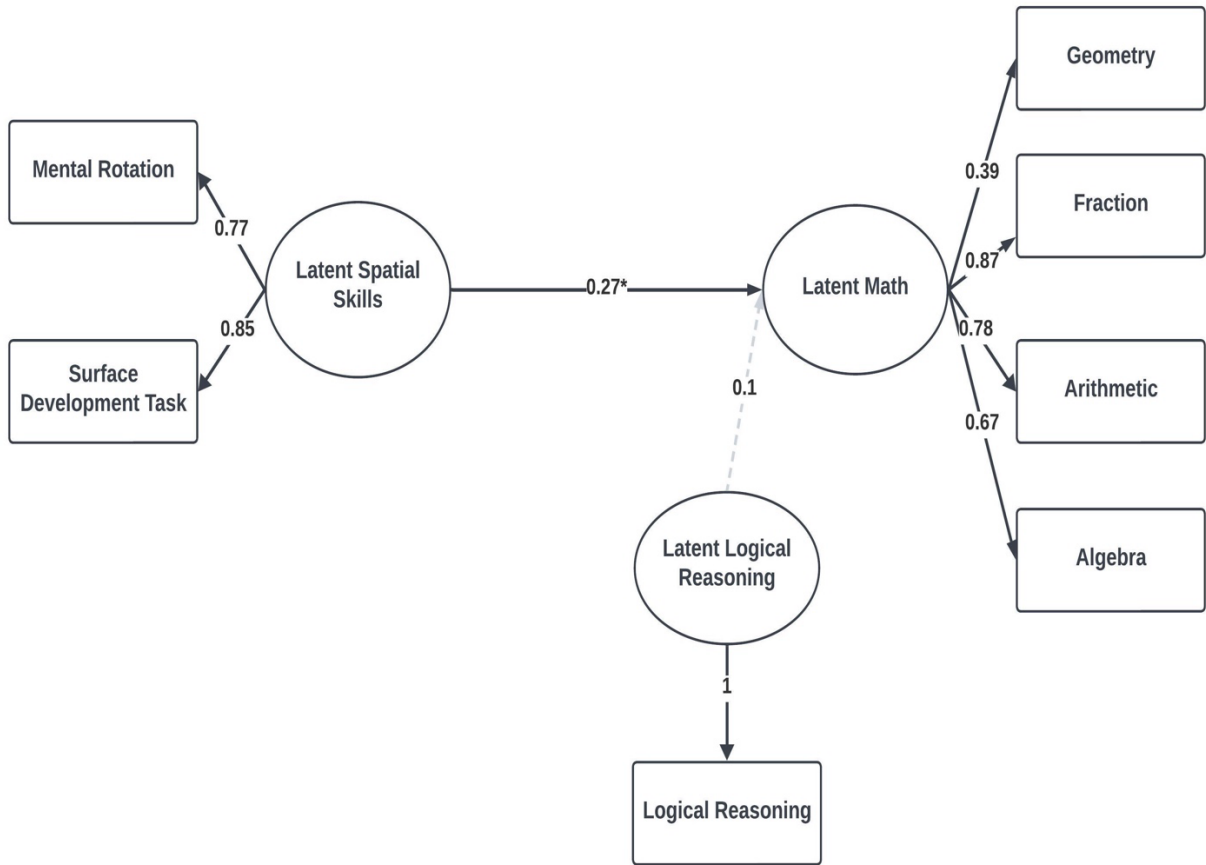 Geometry
Mental Rotation
0.39
Fraction
0.77
Latent Spatial
Skills
0.27*
Latent Math
0.87
0.85
0.78
Surface
Development Task
0.1
Arithmetic
0.67
Latent Logical
Reasoning
Algebra
1
Logical Reasoning